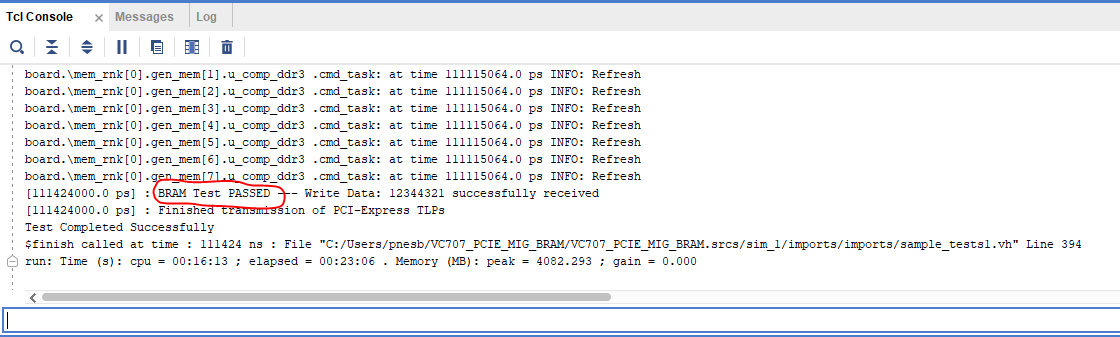 Tcl Console × Messages Log
board.\mem_rnk[0].gen_mem[1].u_comp_ddr3 .cmd_task: at time 111115064.0 ps INFO: Refresh
board.\mem_rnk[0].gen_mem[2].u_comp_ddr3 .cmd_task: at time 111115064.0 ps INFO: Refresh
board.\mem_rnk[0].gen_mem[3].u_comp_ddr3 .cmd_task: at time 111115064.0 ps INFO: Refresh
board.\mem_rnk[0].gen_mem[4].u_comp_ddr3 .cmd_task: at time 111115064.0 ps INFO: Refresh
board.\mem_rnk[0].gen_mem[5].u_comp_ddr3 .cmd_task: at time 111115064.0 ps INFO: Refresh
board.\mem_rnk[0].gen_mem[6].u_comp_ddr3 .cmd_task: at time 111115064.0 ps INFO: Refresh
board.\mem_rnk[0].gen_mem[7].u_comp_ddr3 .cmd_task: at time 111115064.0 ps INFO: Refresh
[111424000.0 ps] : BRAM Test PASSED --- Write Data: 12344321 successfully received
[111424000.0 ps] : Finished transmission of PCI-Express TLPs
Test Completed Successfully
$finish called at time : 111424 ns : File "C:/Users/pnesb/VC707_PCIE_MIG_BRAM/VC707_PCIE_MIG_BRAM.srcs/sim_1/imports/imports/sample_tests1.vh" Line 394
run: Time (s): cpu = 00:16:13 ; elapsed = 00:23:06 . Memory (MB): peak = 4082.293 ; gain = 0.000